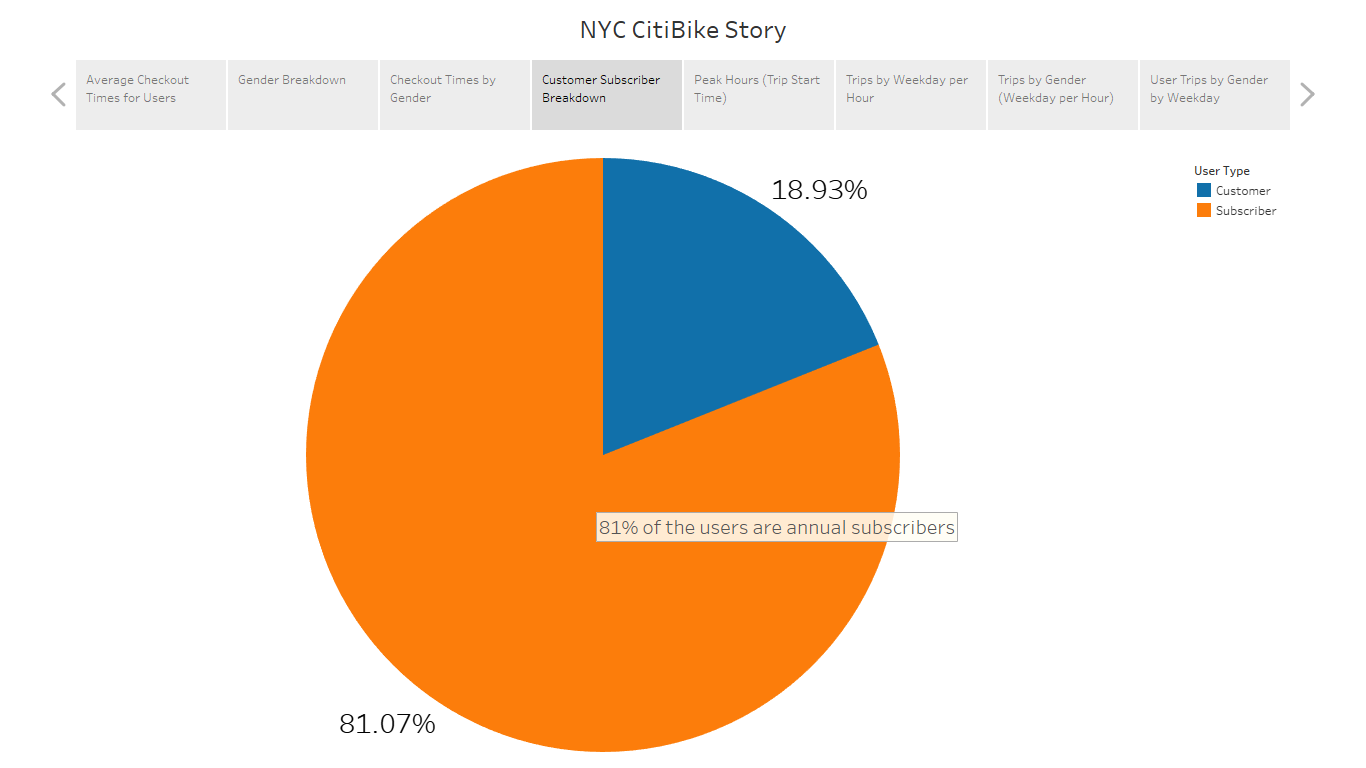 NYC CitiBike Story
Average Checkout
Times for Users
Gender Breakdown
Checkout Times by
Gender
Customer Subscriber
Breakdown
Peak Hours (Trip Start
Time)
Trips by Weekday per
Hour
Trips by Gender
(Weekday per Hour)
User Trips by Gender
by Weekday
18.93%
User Type
Customer
Subscriber
81% of the users are annual subscribers
81.07%